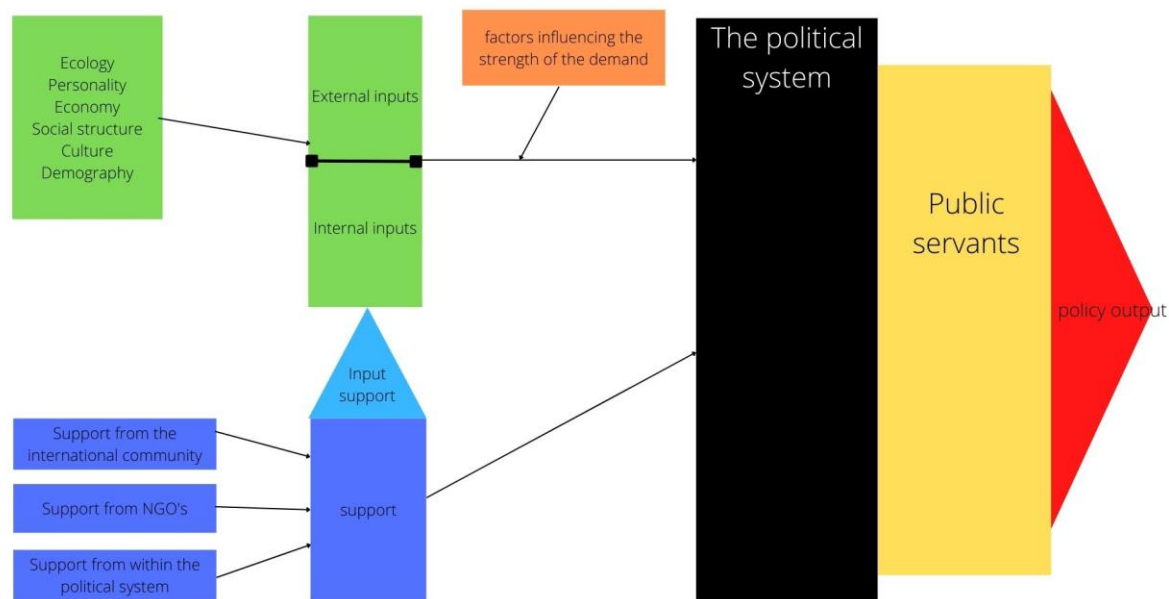 Ecology
Personality
Economy
Social structure
Culture
Demography
External inputs
Internal inputs
factors influencing the
strength of the demand
The political
system
Public
servants
policy output
Input
support
Support from the
international community
Support from NGO's
Support from within the
political system
support